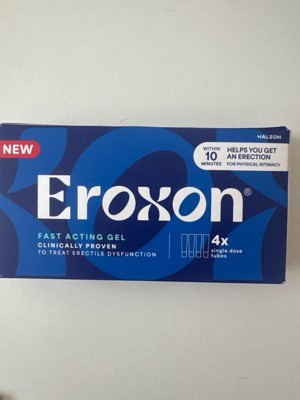 HALEON
NEW
WITHIN
10
MINUTES
HELPS YOU GET
AN ERECTION
FOR PHYSICAL INTIMACY
Eroxon®
FAST ACTING GEL
CLINICALLY PROVEN
TO TREAT ERECTILE DYSFUNCTION
4x
single dose
tubes